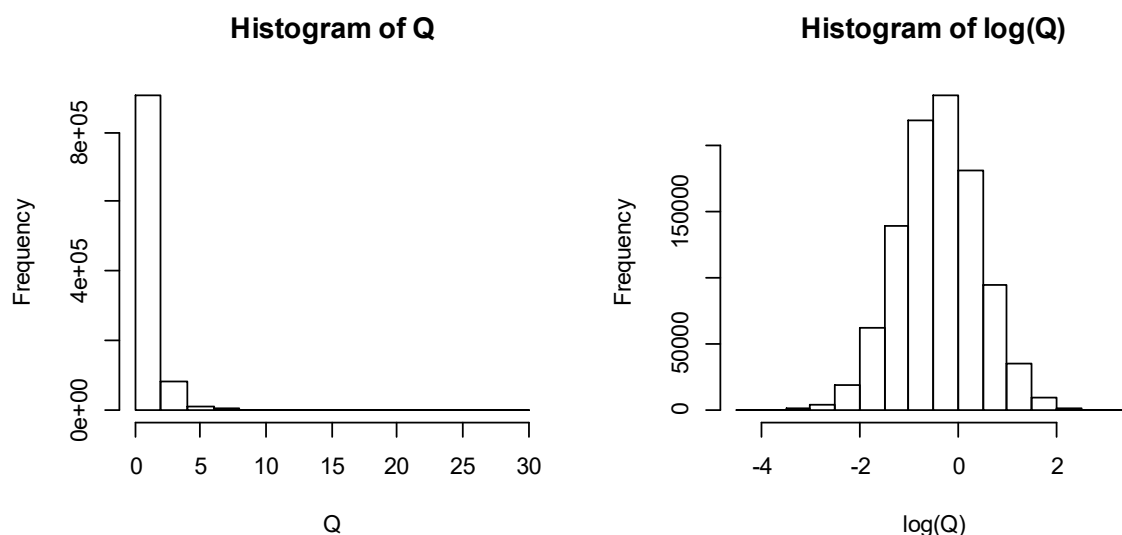 Histogram of Q
Frequency
8e+05
4e+05
0e+00
0 5 10 15 20 25 30
Q
Histogram of log(Q)
Frequency
150000
50000
0
-4 -2 0 2
log(Q)